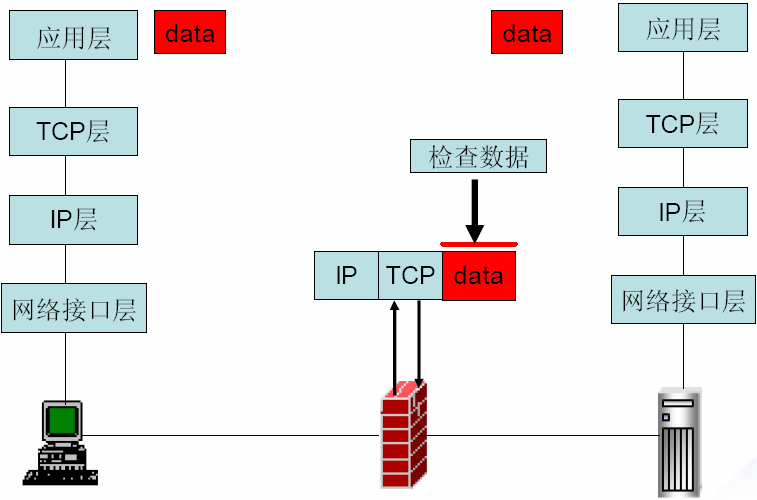 应用层
data
data
应用层
TCP层
TCP层
检查数据
IP层
IP层
IP
TCP
data
网络接口层
网络接口层